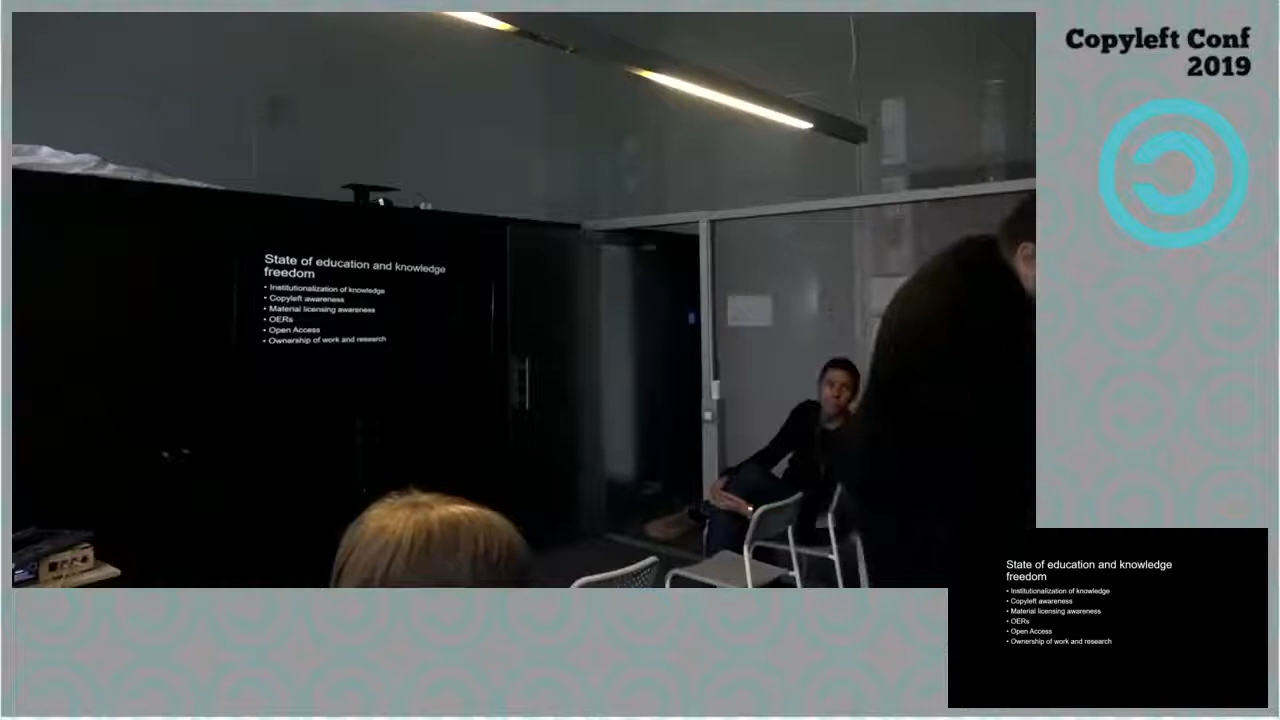 Copyleft Conf
2019
State of education and knowledge
freedom
• Institutionalization of knowledge
• Copyleft awareness
• Material licensing awareness
• OERs
• Open Access
• Ownership of work and research
State of education and knowledge
freedom
• Institutionalization of knowledge
• Copyleft awareness
• Material licensing awareness
• OERs
• Open Access
• Ownership of work and research